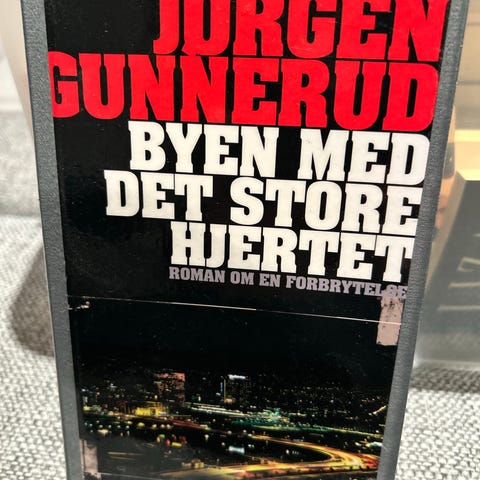 JØRGEN
GUNNERUD
BYEN MED
DET STORE
HJERTET
ROMAN OM EN FORBRYTELSE